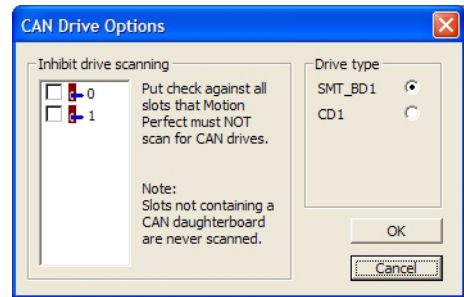 CAN Drive Options
Inhibit drive scanning
0
1
Put check against all
slots that Motion
Perfect must NOT
scan for CAN drives.
Note:
Slots not containing a
CAN daughterboard
are never scanned.
Drive type
SMT_BD1
CD1
OK
Cancel